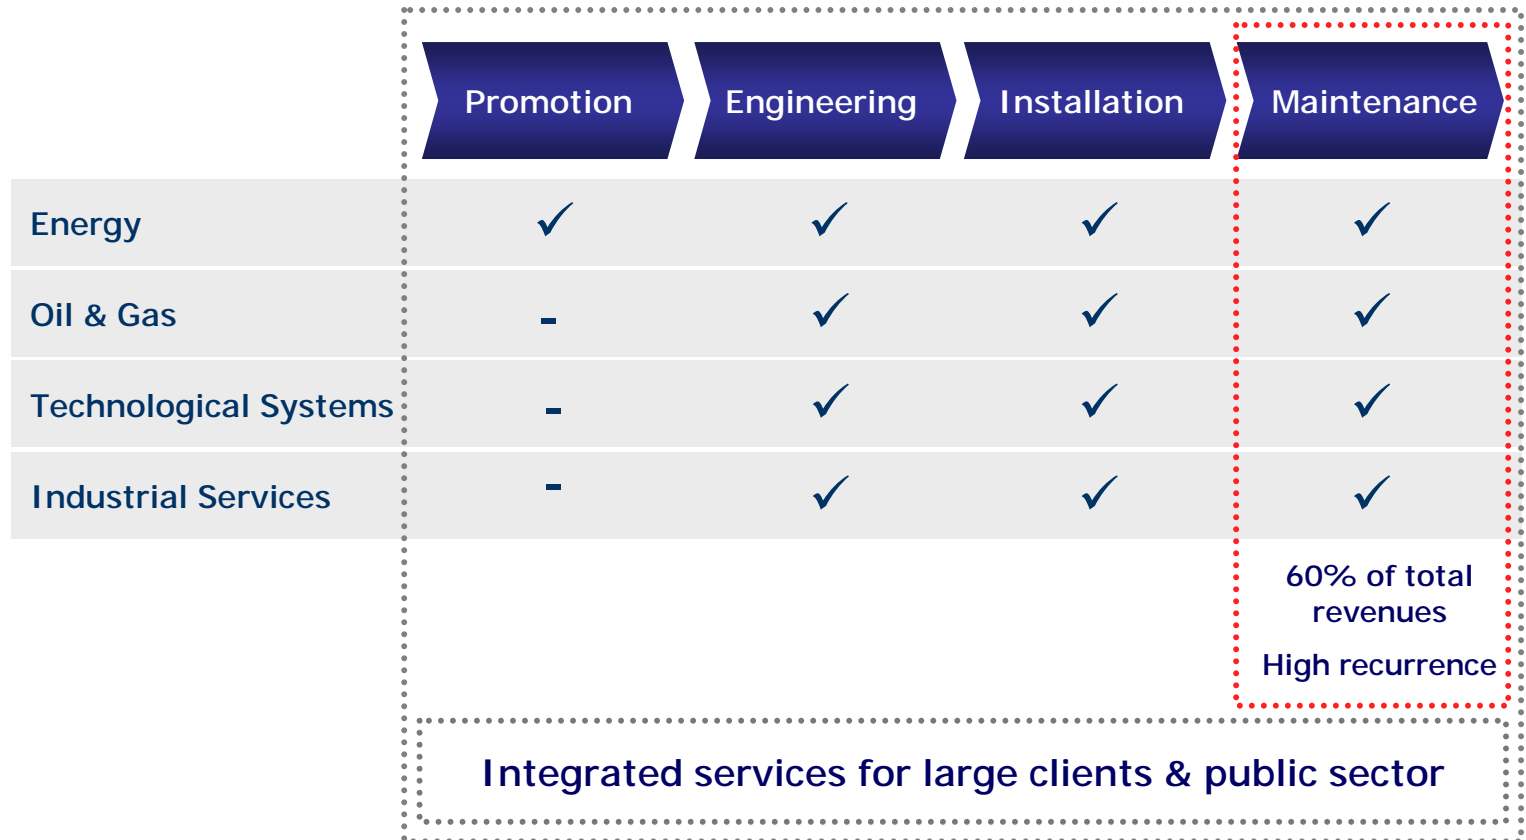 Promotion Engineering Installation Maintenance
Energy ✓ ✓ ✓ ✓
Oil & Gas - ✓ ✓ ✓
Technological Systems - ✓ ✓ ✓
Industrial Services - ✓ ✓ ✓
60% of total
revenues
High recurrence
Integrated services for large clients & public sector